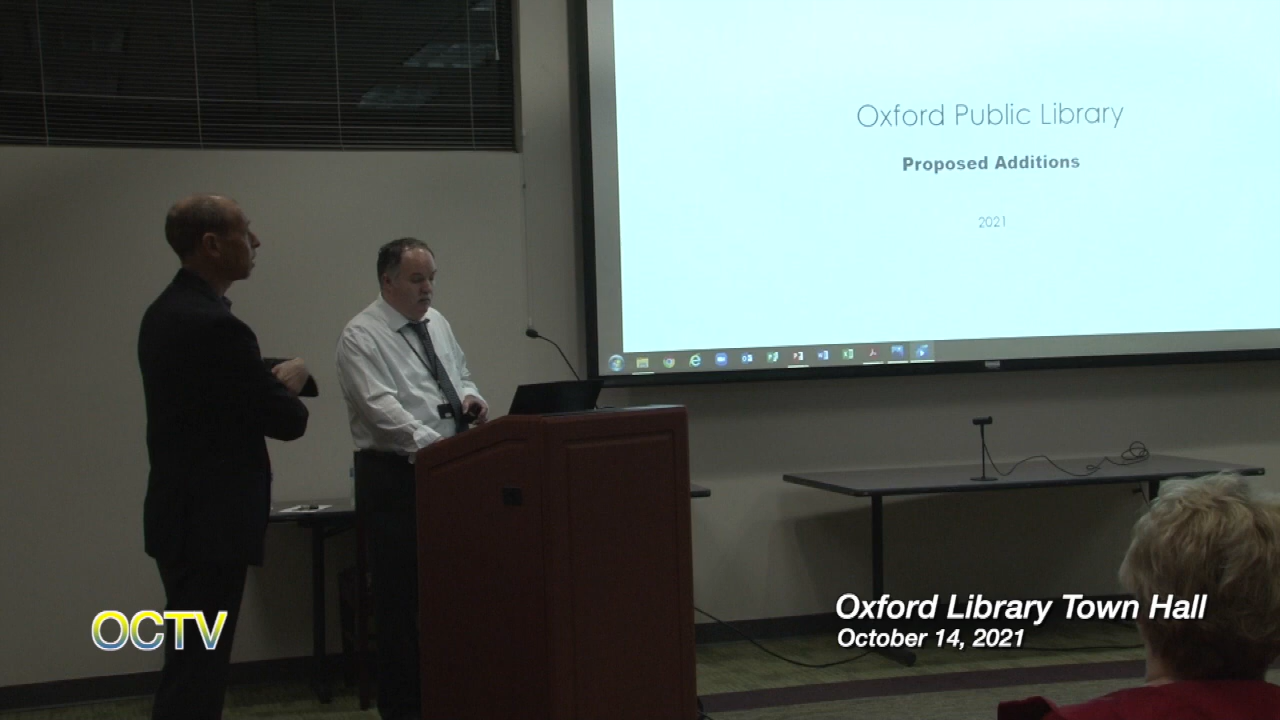 Oxford Public Library
Proposed Additions
2021
OCTV
Oxford Library Town Hall
October 14, 2021